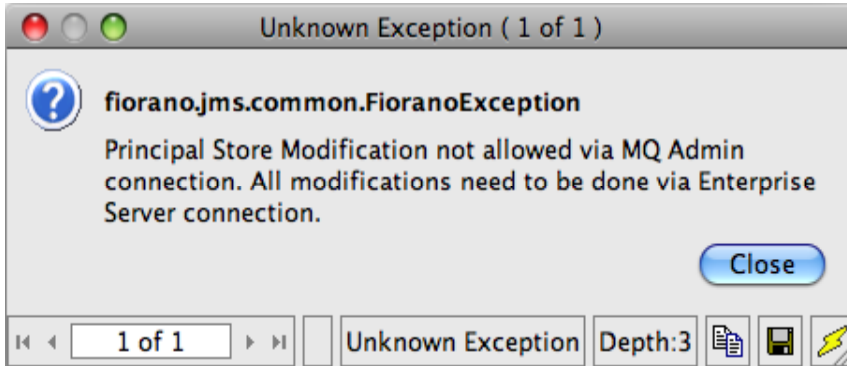 Unknown Exception ( 1 of 1 )
fiorano.jms.common.FioranoException
Principal Store Modification not allowed via MQ Admin
connection. All modifications need to be done via Enterprise
Server connection.
Close
1 of 1 Unknown Exception Depth:3